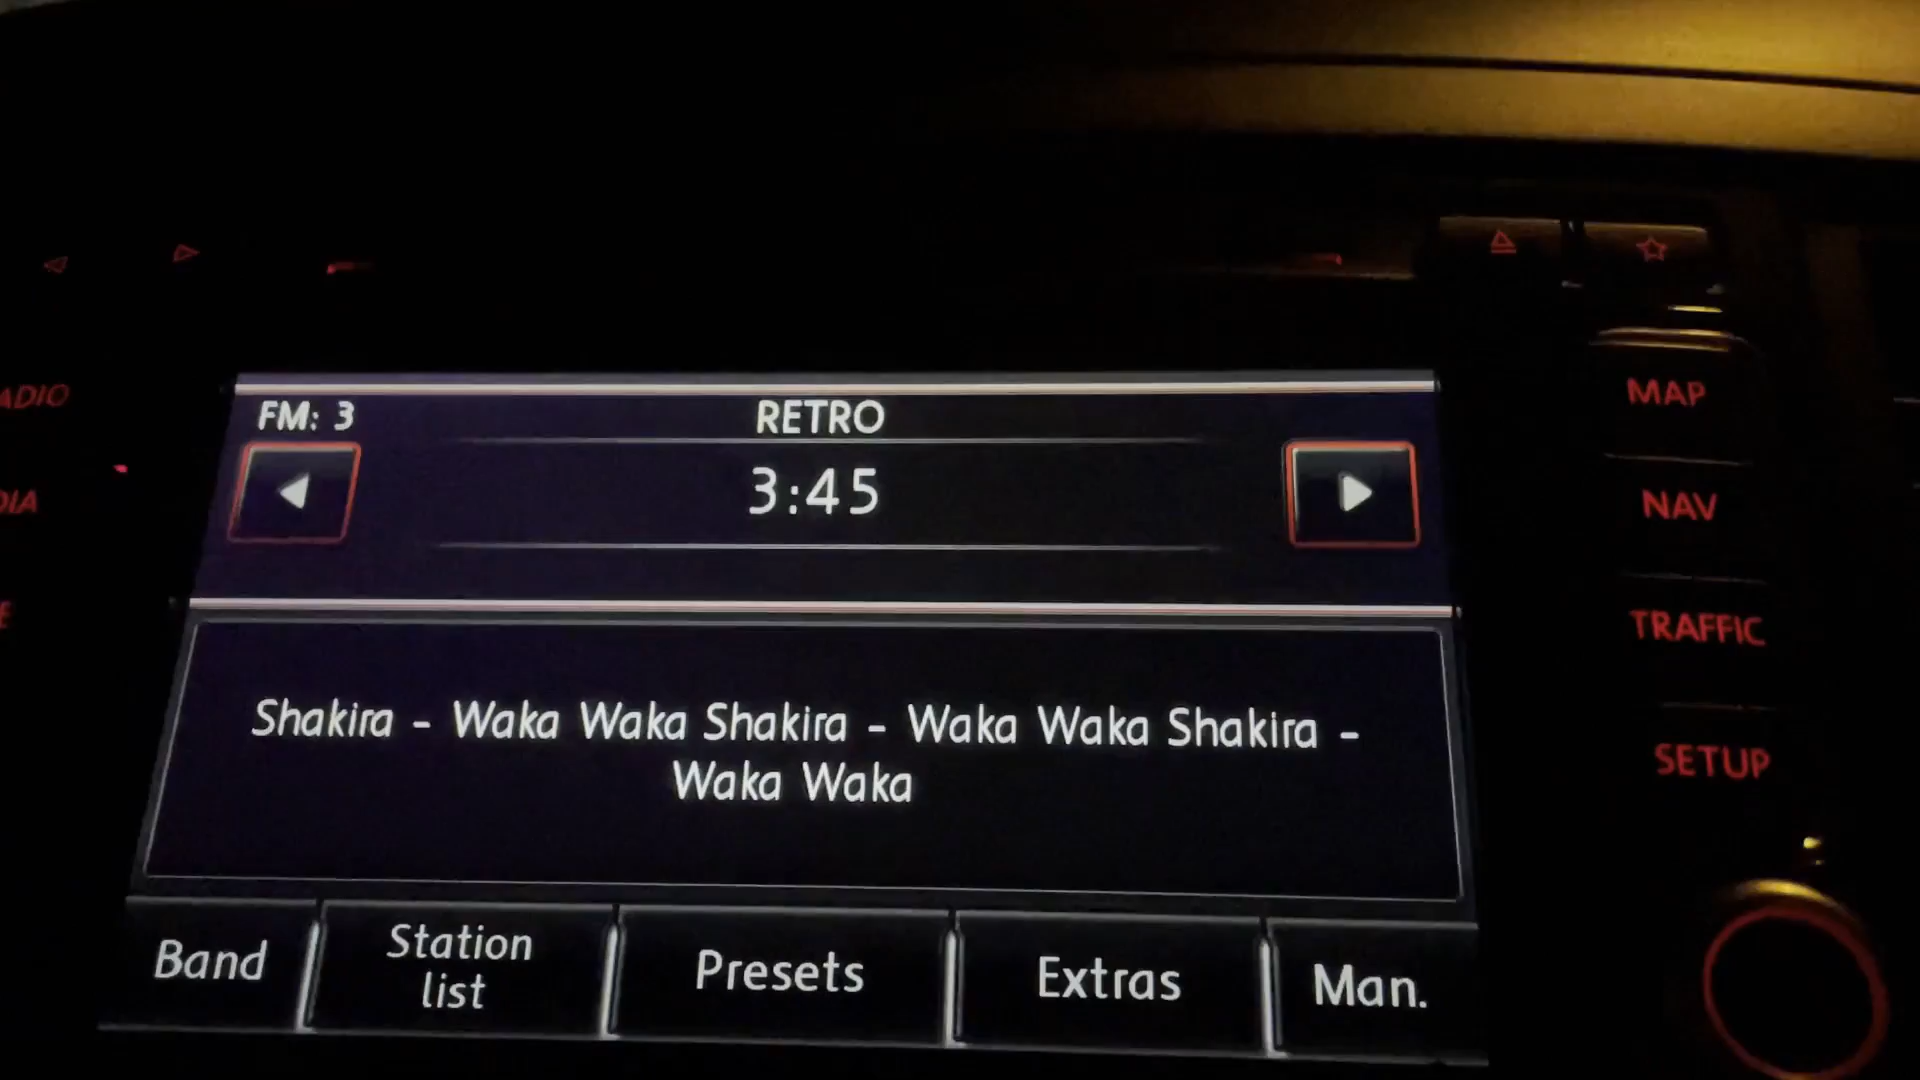 FM: 3
RETRO
3:45
Shakira - Waka Waka Shakira - Waka Waka Shakira -
Waka Waka
Band
Station
list
Presets
Extras
Man.
MAP
NAV
TRAFFIC
SETUP